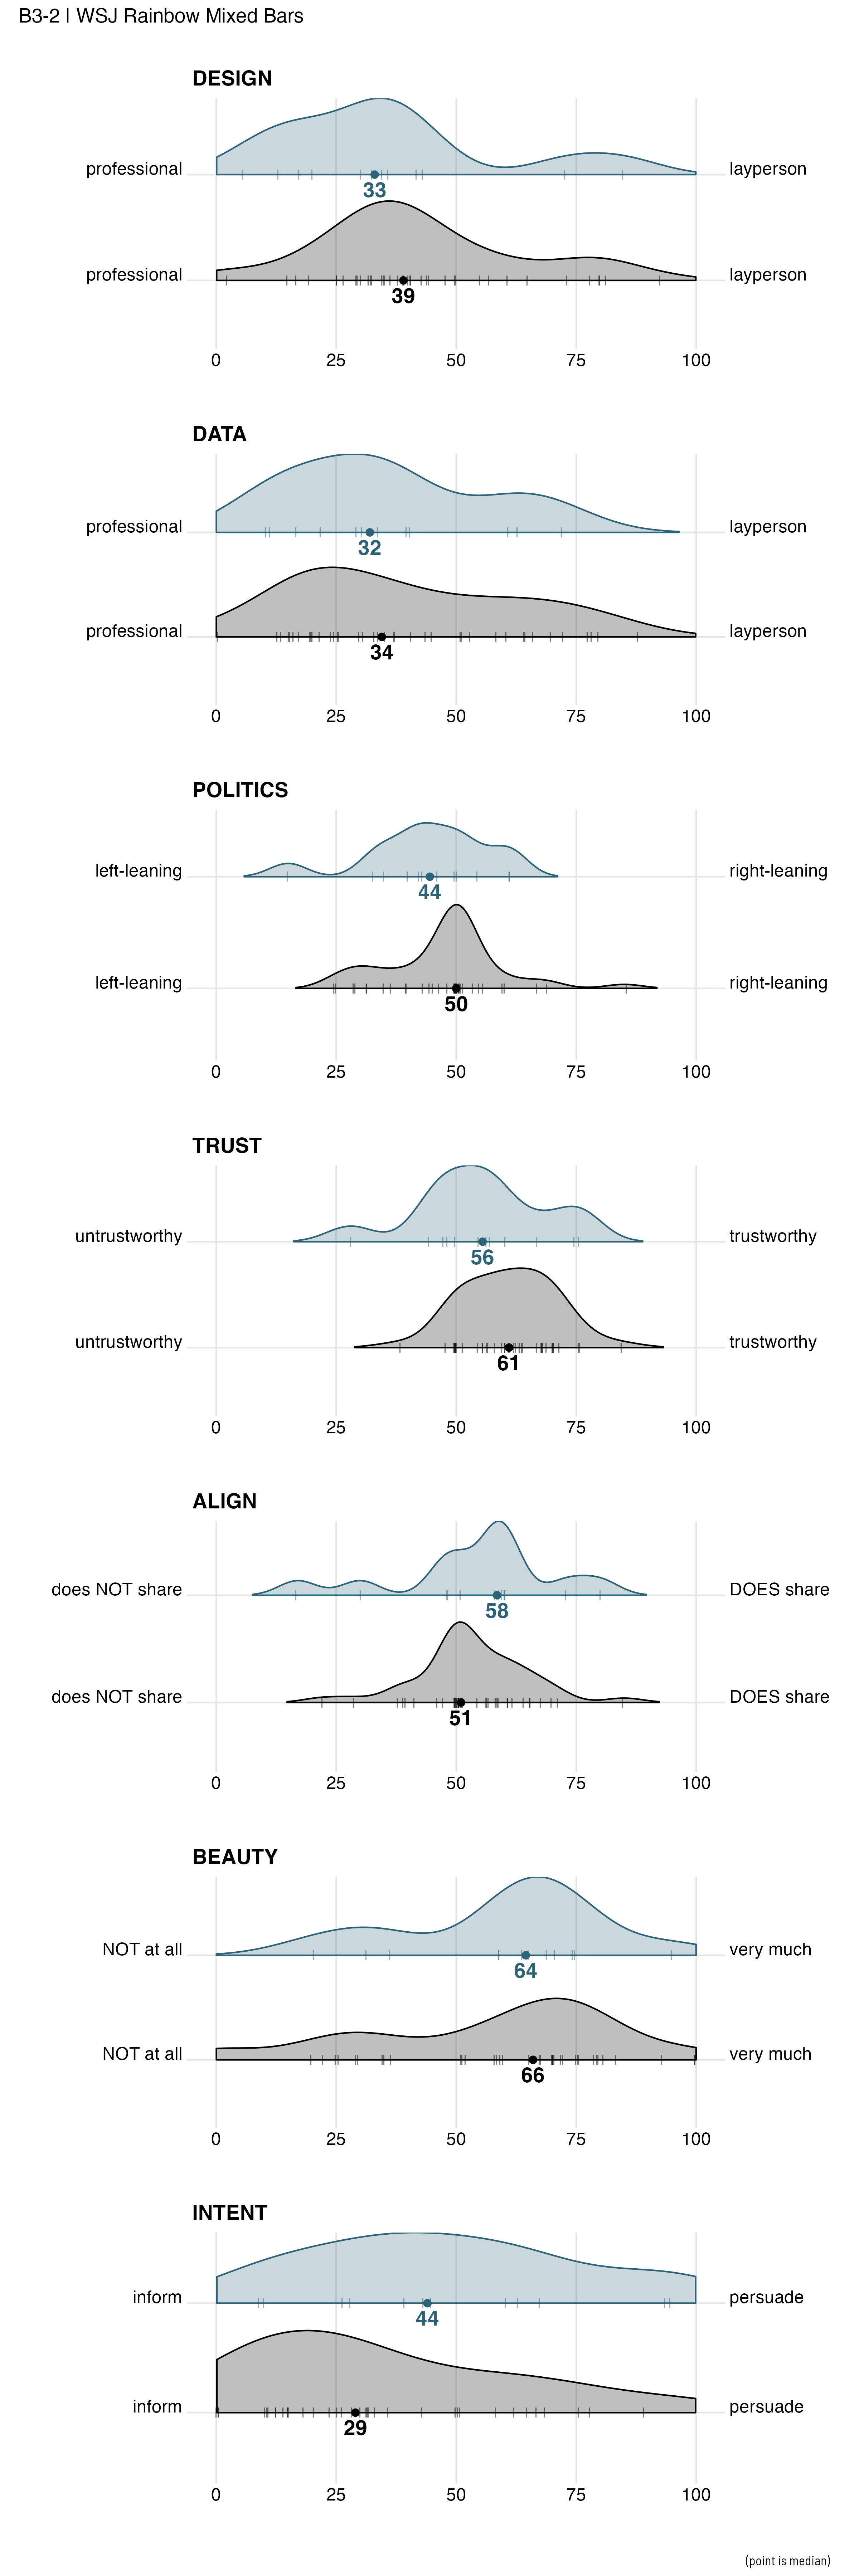 B3-2 | WSJ Rainbow Mixed Bars
DESIGN
professional layperson
33
professional layperson
39
0 25 50 75 100
DATA
professional layperson
32
professional layperson
34
0 25 50 75 100
POLITICS
left-leaning right-leaning
44
left-leaning right-leaning
50
0 25 50 75 100
TRUST
untrustworthy trustworthy
56
untrustworthy trustworthy
61
0 25 50 75 100
ALIGN
does NOT share DOES share
58
does NOT share DOES share
51
0 25 50 75 100
BEAUTY
NOT at all very much
64
NOT at all very much
66
0 25 50 75 100
INTENT
inform persuade
44
inform persuade
29
0 25 50 75 100
(point is median)